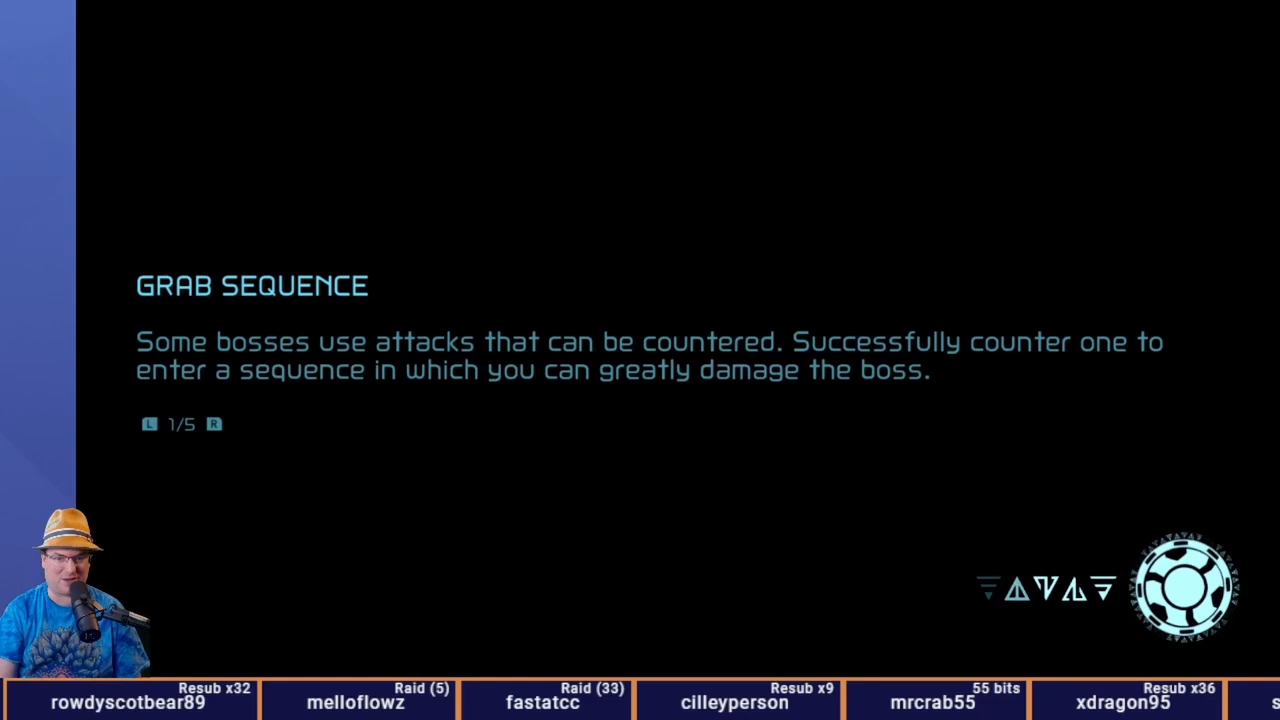 GRAB SEQUENCE
Some bosses use attacks that can be countered. Successfully counter one to
enter a sequence in which you can greatly damage the boss.
L 1/5 R
Resub x32
rowdyscotbear89
Raid (5)
melloflowz
Raid (33)
fastatcc
Resub x9
cilleyperson
55 bits
mrcrab55
Resub x36
xdragon95
s